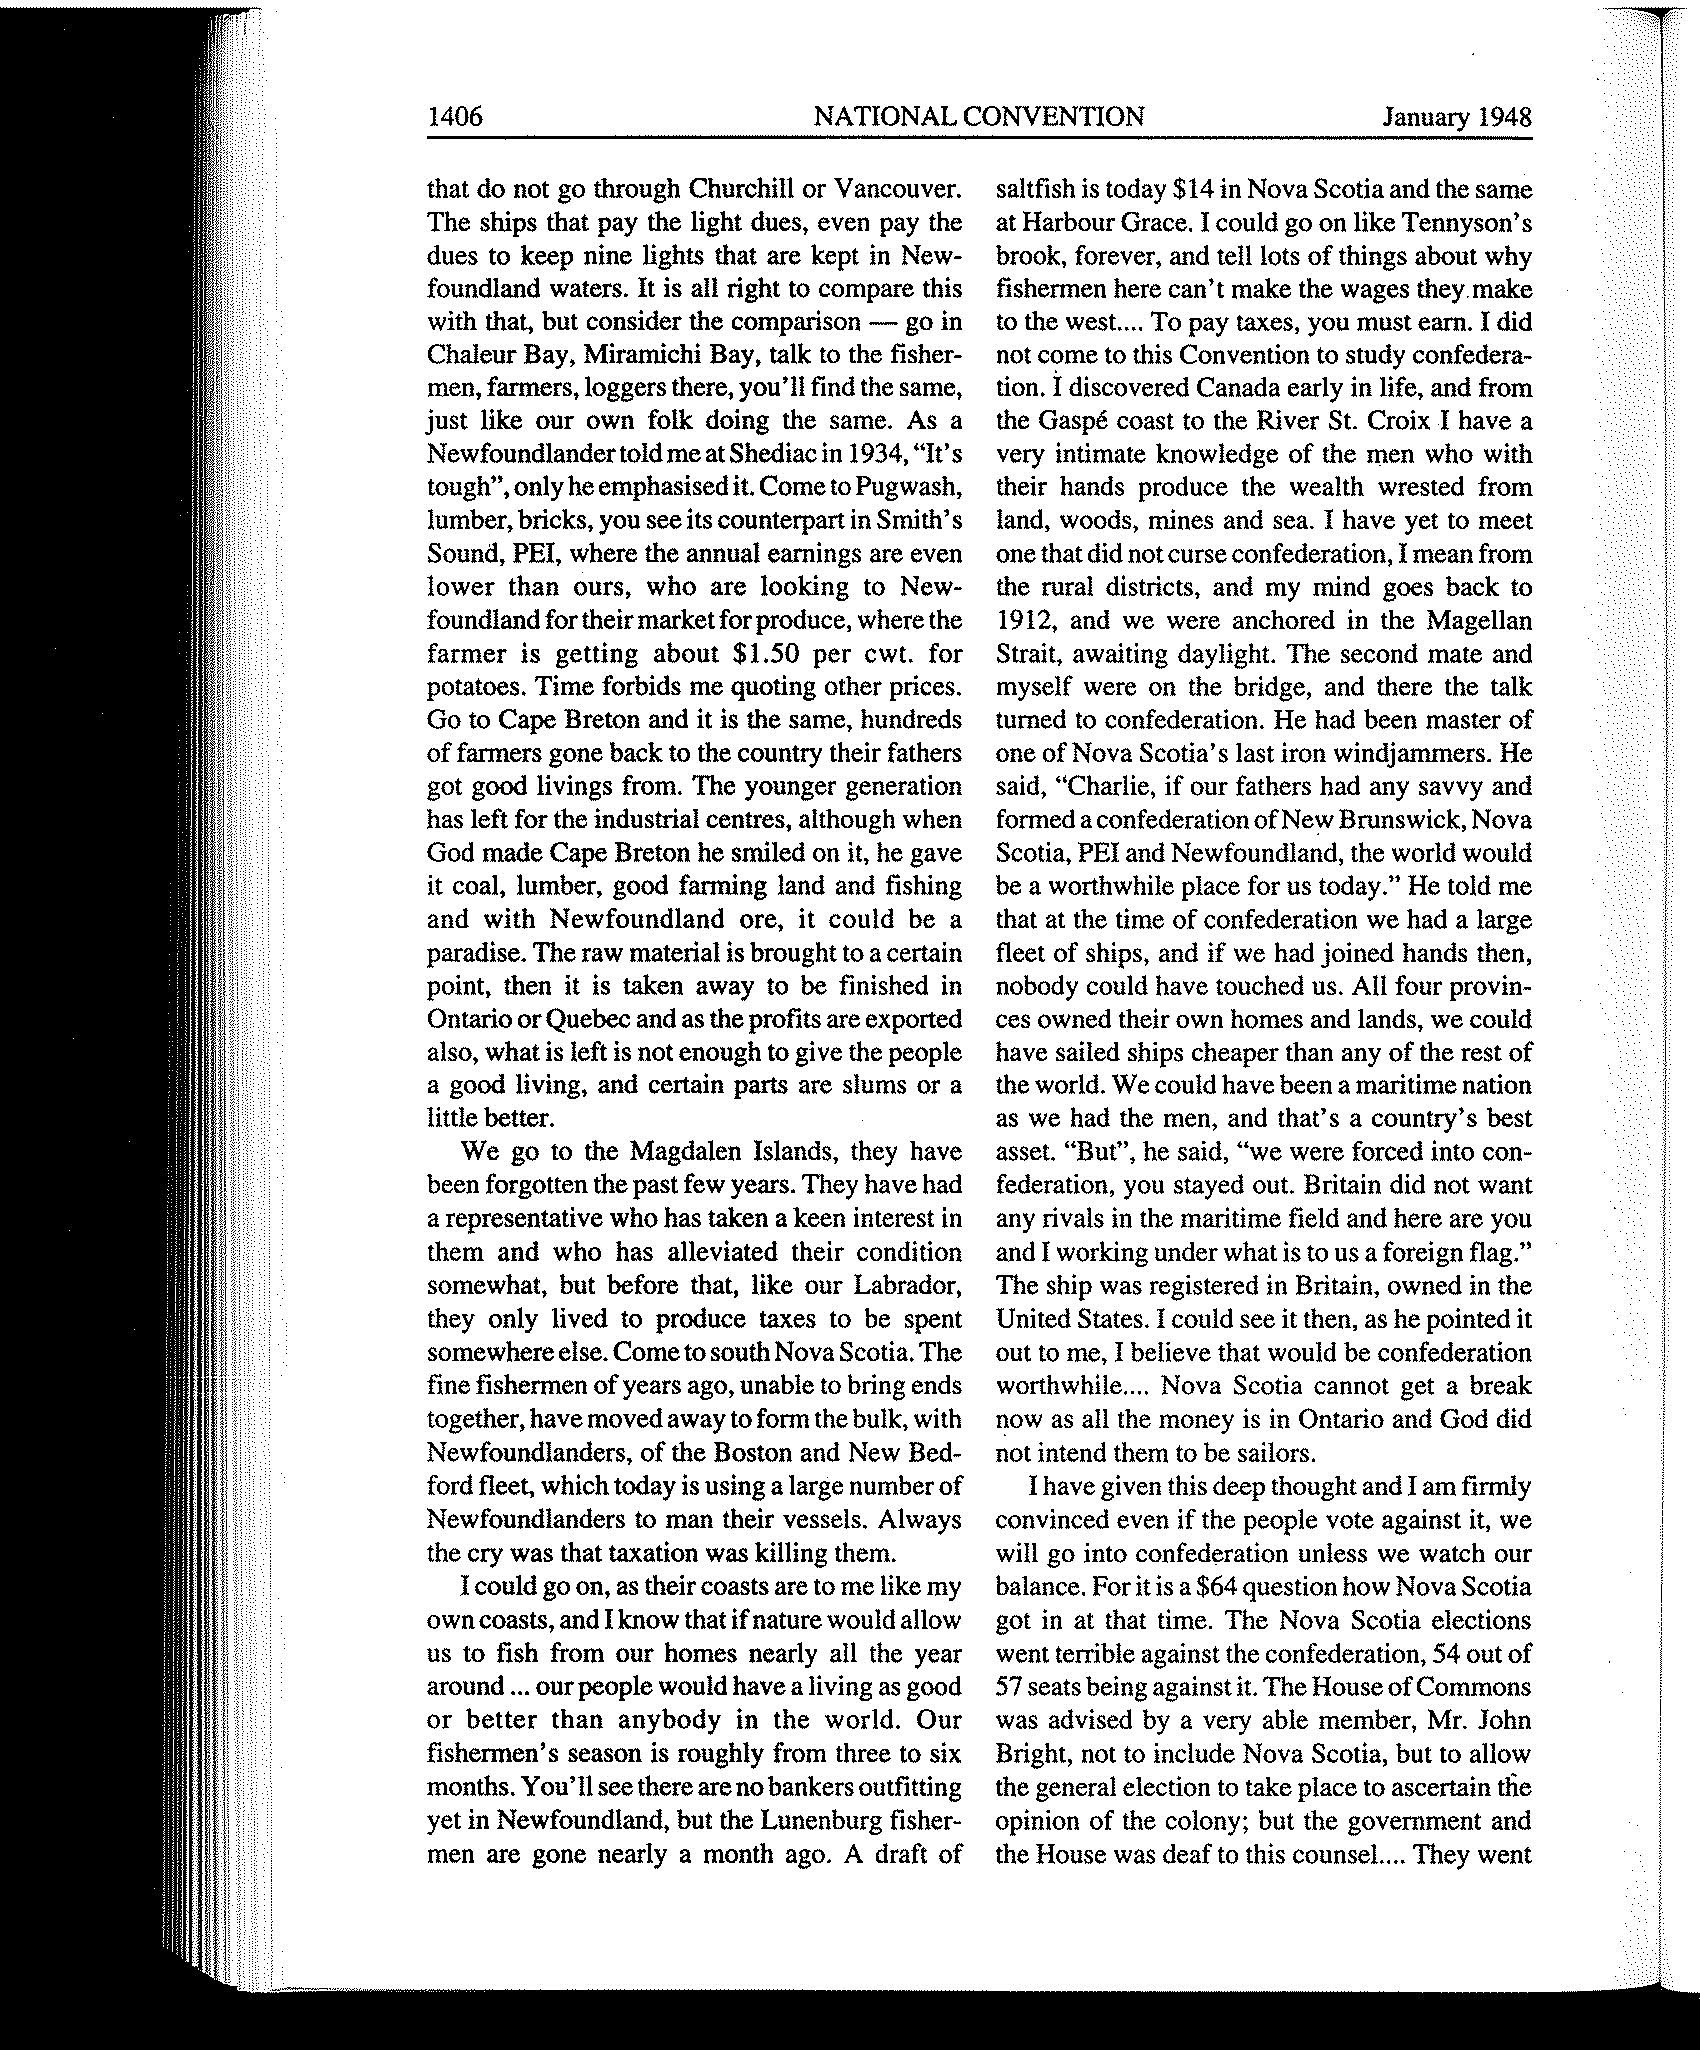 1406 NATIONAL CONVENTION January 1948
that do not go through Churchill or Vancouver.
The ships that pay the light dues, even pay the
dues to keep nine lights that are kept in New-
foundland waters. It is all right to compare this
with that, but consider the comparison — go in
Chaleur Bay, Miramichi Bay, talk to the fisher-
men, farmers, loggers there, you'll find the same,
just like our own folk doing the same. As a
Newfoundlander told me at Shediac in 1934, "It's
tough", only he emphasised it. Come to Pugwash,
lumber, bricks, you see its counterpart in Smith's
Sound, PEI, where the annual earnings are even
lower than ours, who are looking to New-
foundland for their market for produce, where the
farmer is getting about $1.50 per cwt. for
potatoes. Time forbids me quoting other prices.
Go to Cape Breton and it is the same, hundreds
of farmers gone back to the country their fathers
got good livings from. The younger generation
has left for the industrial centres, although when
God made Cape Breton he smiled on it, he gave
it coal, lumber, good farming land and fishing
and with Newfoundland ore, it could be a
paradise. The raw material is brought to a certain
point, then it is taken away to be finished in
Ontario or Quebec and as the profits are exported
also, what is left is not enough to give the people
a good living, and certain parts are slums or a
little better.
We go to the Magdalen Islands, they have
been forgotten the past few years. They have had
a representative who has taken a keen interest in
them and who has alleviated their condition
somewhat, but before that, like our Labrador,
they only lived to produce taxes to be spent
somewhere else. Come to south Nova Scotia. The
fine fishermen of years ago, unable to bring ends
together, have moved away to form the bulk, with
Newfoundlanders, of the Boston and New Bed-
ford fleet, which today is using a large number of
Newfoundlanders to man their vessels. Always
the cry was that taxation was killing them.
I could go on, as their coasts are to me like my
own coasts, and I know that if nature would allow
us to fish from our homes nearly all the year
around ... our people would have a living as good
or better than anybody in the world. Our
fishermen's season is roughly from three to six
months. You'll see there are no bankers outfitting
yet in Newfoundland, but the Lunenburg fisher-
men are gone nearly a month ago. A draft of
saltfish is today $14 in Nova Scotia and the same
at Harbour Grace. I could go on like Tennyson's
brook, forever, and tell lots of things about why
fishermen here can't make the wages they make
to the west.... To pay taxes, you must earn. I did
not come to this Convention to study confedera-
tion. I discovered Canada early in life, and from
the Gaspé coast to the River St. Croix I have a
very intimate knowledge of the men who with
their hands produce the wealth wrested from
land, woods, mines and sea. I have yet to meet
one that did not curse confederation, I mean from
the rural districts, and my mind goes back to
1912, and we were anchored in the Magellan
Strait, awaiting daylight. The second mate and
myself were on the bridge, and there the talk
turned to confederation. He had been master of
one of Nova Scotia's last iron windjammers. He
said, "Charlie, if our fathers had any savvy and
formed a confederation of New Brunswick, Nova
Scotia, PEI and Newfoundland, the world would
be a worthwhile place for us today." He told me
that at the time of confederation we had a large
fleet of ships, and if we had joined hands then,
nobody could have touched us. All four provin-
ces owned their own homes and lands, we could
have sailed ships cheaper than any of the rest of
the world. We could have been a maritime nation
as we had the men, and that's a country's best
asset. "But", he said, "we were forced into con-
federation, you stayed out. Britain did not want
any rivals in the maritime field and here are you
and I working under what is to us a foreign flag."
The ship was registered in Britain, owned in the
United States. I could see it then, as he pointed it
out to me, I believe that would be confederation
worthwhile.... Nova Scotia cannot get a break
now as all the money is in Ontario and God did
not intend them to be sailors.
I have given this deep thought and I am firmly
convinced even if the people vote against it, we
will go into confederation unless we watch our
balance. For it is a $64 question how Nova Scotia
got in at that time. The Nova Scotia elections
went terrible against the confederation, 54 out of
57 seats being against it. The House of Commons
was advised by a very able member, Mr. John
Bright, not to include Nova Scotia, but to allow
the general election to take place to ascertain the
opinion of the colony; but the government and
the House was deaf to this counsel.... They went